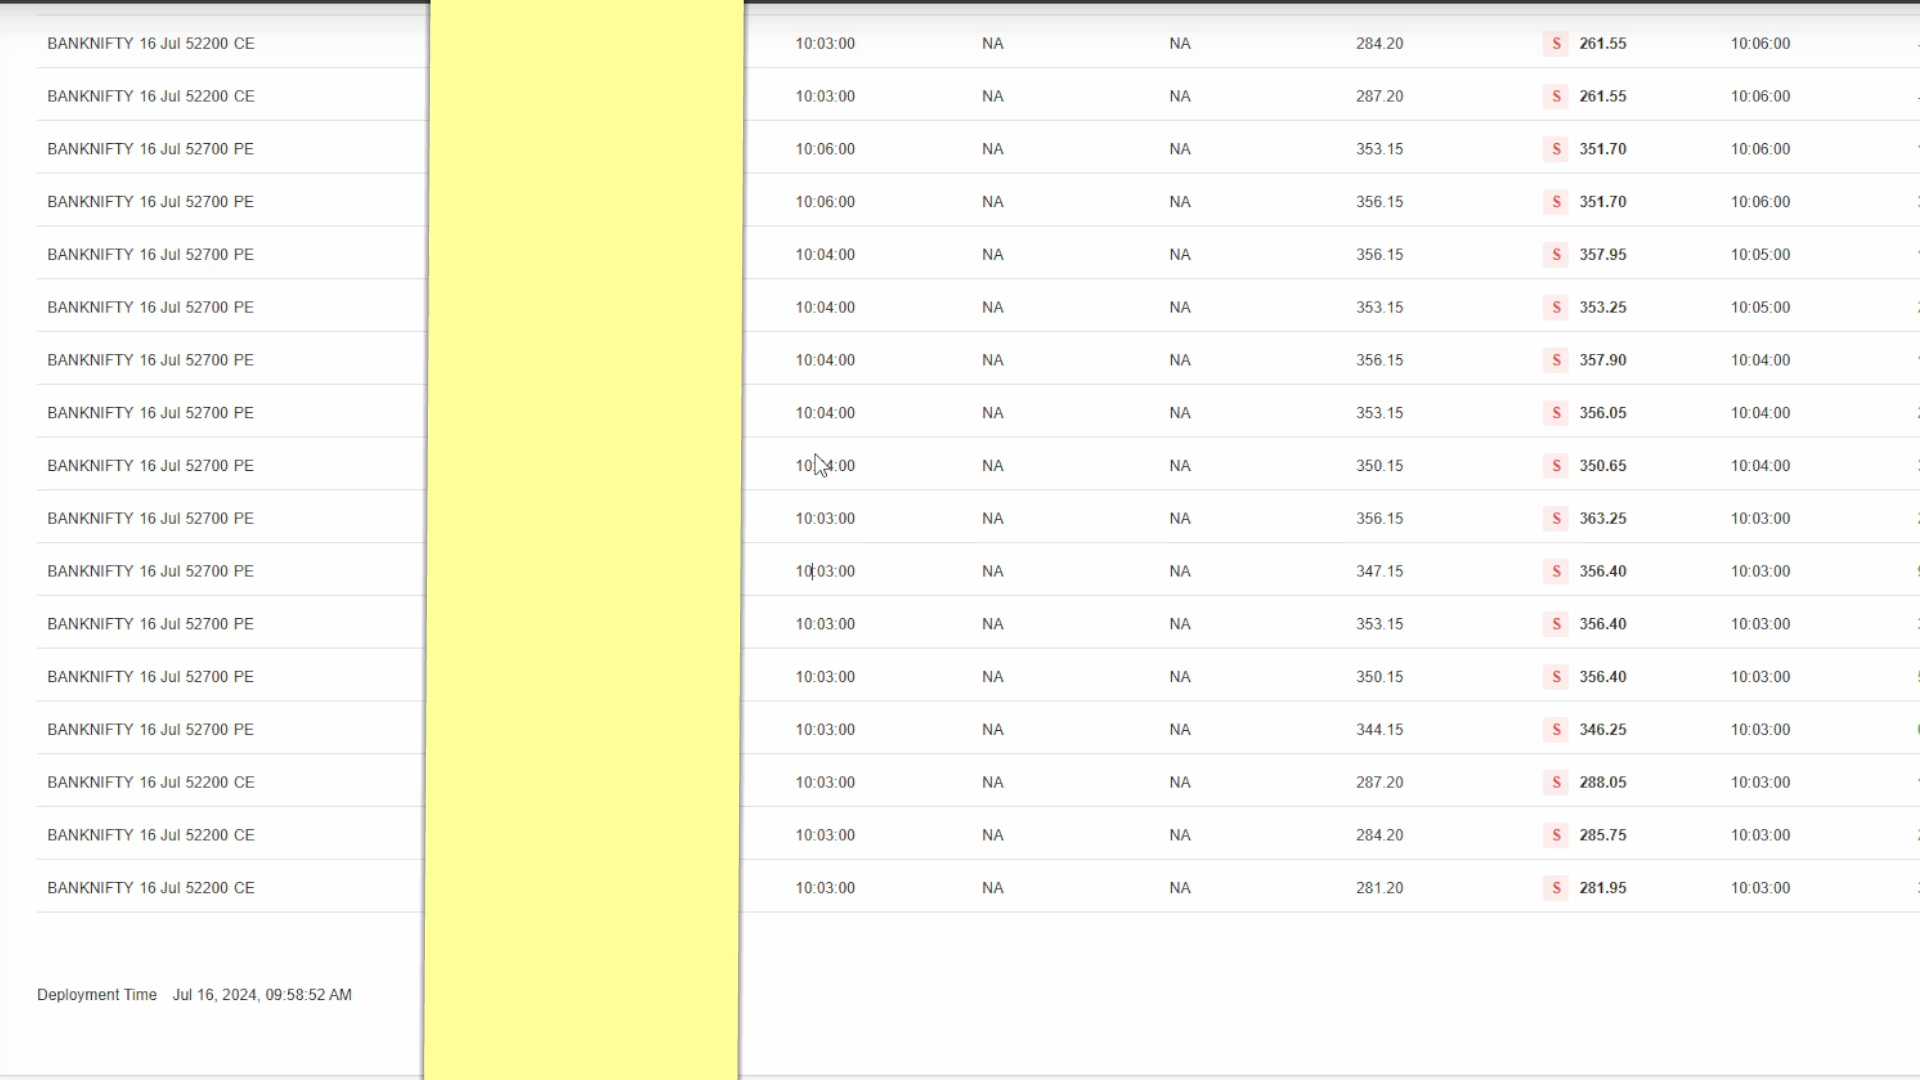 BANKNIFTY 16 Jul 52200 CE 10:03:00 NA NA 284.20 S 261.55 10:06:00
BANKNIFTY 16 Jul 52200 CE 10:03:00 NA NA 287.20 S 261.55 10:06:00
BANKNIFTY 16 Jul 52700 PE 10:06:00 NA NA 353.15 S 351.70 10:06:00
BANKNIFTY 16 Jul 52700 PE 10:06:00 NA NA 356.15 S 351.70 10:06:00
BANKNIFTY 16 Jul 52700 PE 10:04:00 NA NA 356.15 S 357.95 10:05:00
BANKNIFTY 16 Jul 52700 PE 10:04:00 NA NA 353.15 S 353.25 10:05:00
BANKNIFTY 16 Jul 52700 PE 10:04:00 NA NA 356.15 S 357.90 10:04:00
BANKNIFTY 16 Jul 52700 PE 10:04:00 NA NA 353.15 S 356.05 10:04:00
BANKNIFTY 16 Jul 52700 PE 10:04:00 NA NA 350.15 S 350.65 10:04:00
BANKNIFTY 16 Jul 52700 PE 10:03:00 NA NA 356.15 S 363.25 10:03:00
BANKNIFTY 16 Jul 52700 PE 10:03:00 NA NA 347.15 S 356.40 10:03:00
BANKNIFTY 16 Jul 52700 PE 10:03:00 NA NA 353.15 S 356.40 10:03:00
BANKNIFTY 16 Jul 52700 PE 10:03:00 NA NA 350.15 S 356.40 10:03:00
BANKNIFTY 16 Jul 52700 PE 10:03:00 NA NA 344.15 S 346.25 10:03:00
BANKNIFTY 16 Jul 52200 CE 10:03:00 NA NA 287.20 S 288.05 10:03:00
BANKNIFTY 16 Jul 52200 CE 10:03:00 NA NA 284.20 S 285.75 10:03:00
BANKNIFTY 16 Jul 52200 CE 10:03:00 NA NA 281.20 S 281.95 10:03:00
Deployment Time Jul 16, 2024, 09:58:52 AM